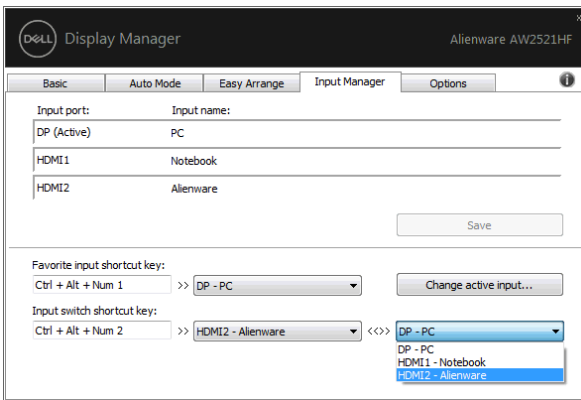 DELL Display Manager Alienware AW2521HF
Basic Auto Mode Easy Arrange Input Manager Options
Input port: Input name:
DP (Active) PC
HDMI1 Notebook
HDMI2 Alienware
Save
Favorite input shortcut key:
Ctrl + Alt + Num 1 >> DP - PC Change active input...
Input switch shortcut key:
Ctrl + Alt + Num 2 >> HDMI2 - Alienware <<>> DP - PC
DP - PC
HDMI1 - Notebook
HDMI2 - Alienware